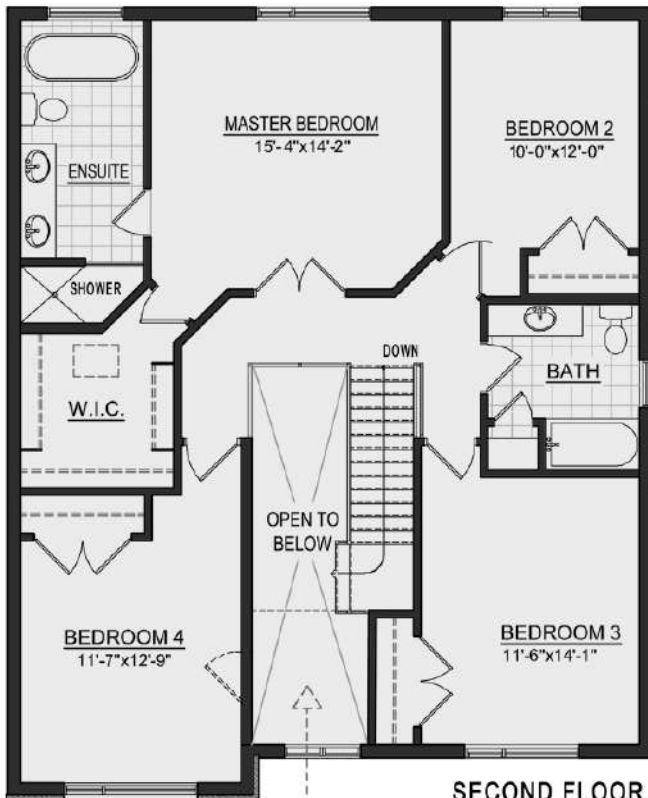 MASTER BEDROOM
15'-4"x14'-2"
BEDROOM 2
10'-0"x12'-0"
ENSUITE
SHOWER
W.I.C.
DOWN
BATH
OPEN TO
BELOW
BEDROOM 4
11'-7"x12'-9"
BEDROOM 3
11'-6"x14'-1"
SECOND FLOOR